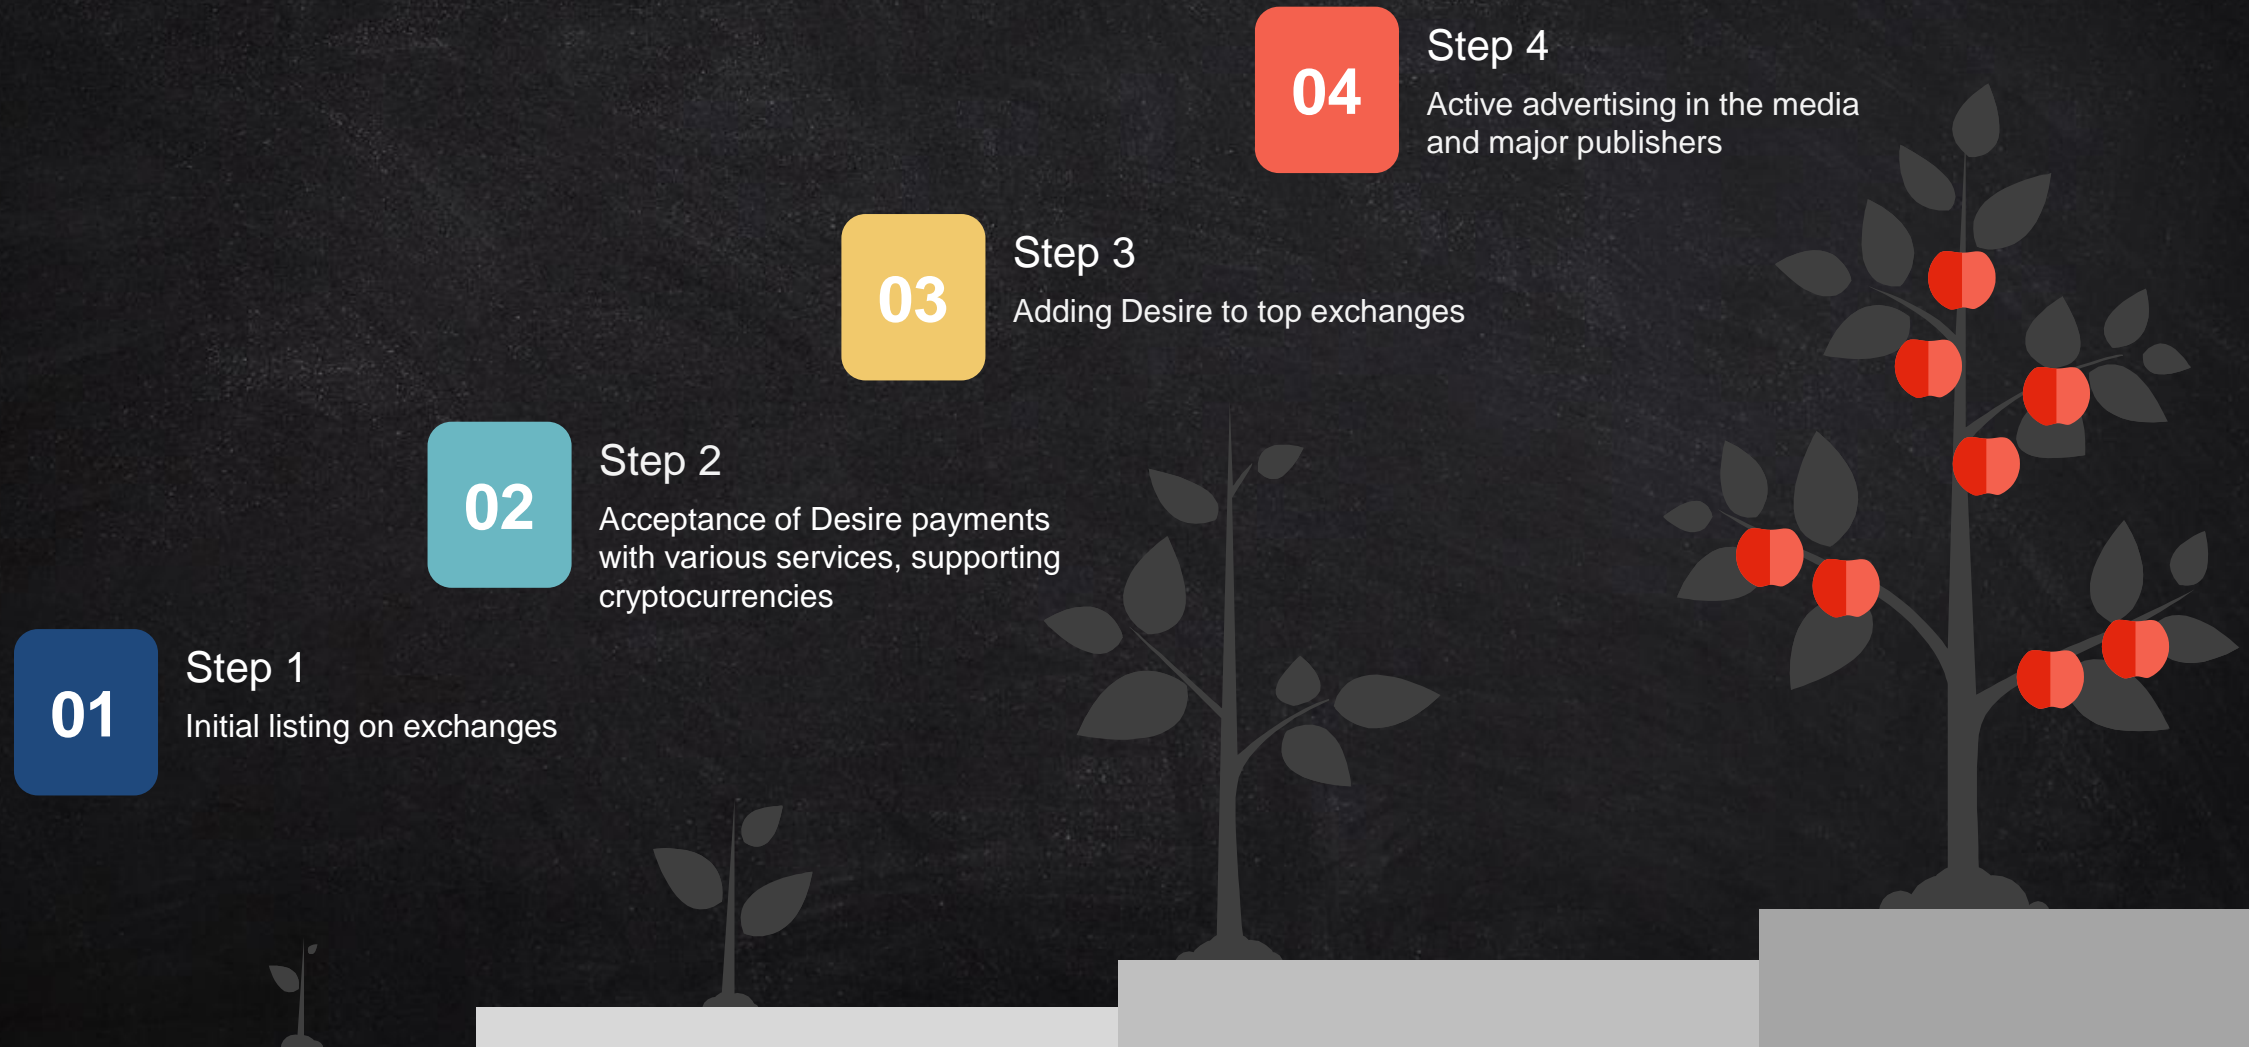 04
Step 4
Active advertising in the media
and major publishers
03
Step 3
Adding Desire to top exchanges
02
Step 2
Acceptance of Desire payments
with various services, supporting
cryptocurrencies
01
Step 1
Initial listing on exchanges